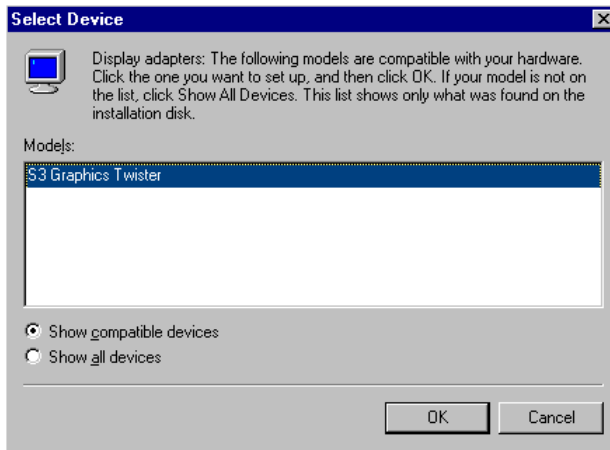 Select Device
Display adapters: The following models are compatible with your hardware.
Click the one you want to set up, and then click OK. If your model is not on
the list, click Show All Devices. This list shows only what was found on the
installation disk.
Models:
S3 Graphics Twister
Show compatible devices
Show all devices
OK
Cancel